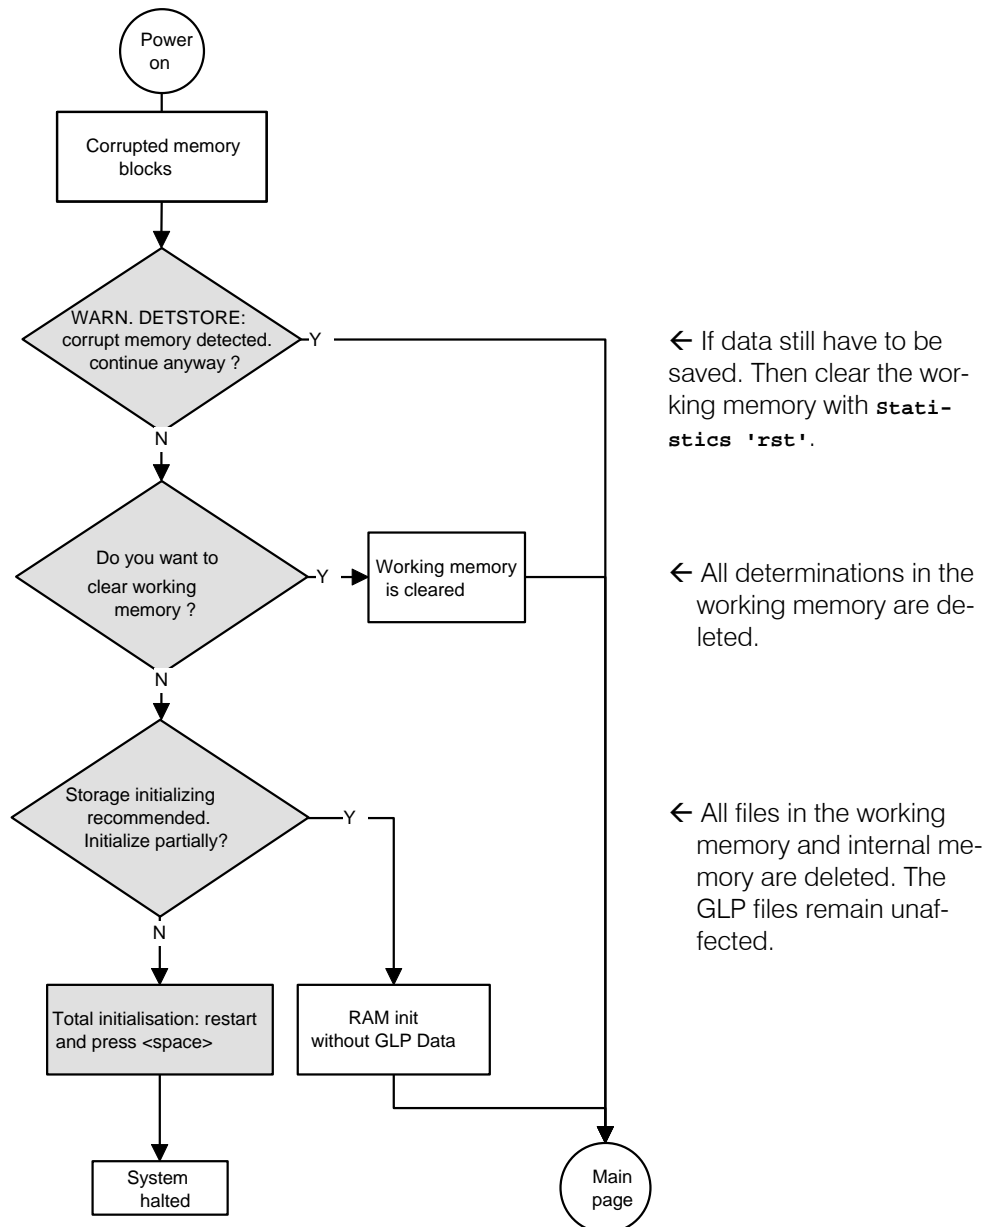 Power
on
Corrupted memory
blocks
WARN. DETSTORE:
corrupt memory detected.
continue anyway ?
Y
← If data still have to be
saved. Then clear the wor-
king memory with Stati-
stics 'rst'.
N
Do you want to
clear working
memory ?
Y
Working memory
is cleared
← All determinations in the
working memory are de-
leted.
N
Storage initializing
recommended.
Initialize partially?
Y
← All files in the working
memory and internal me-
mory are deleted. The
GLP files remain unaf-
fected.
N
Total initialisation: restart
and press <space>
RAM init
without GLP Data
System
halted
Main
page